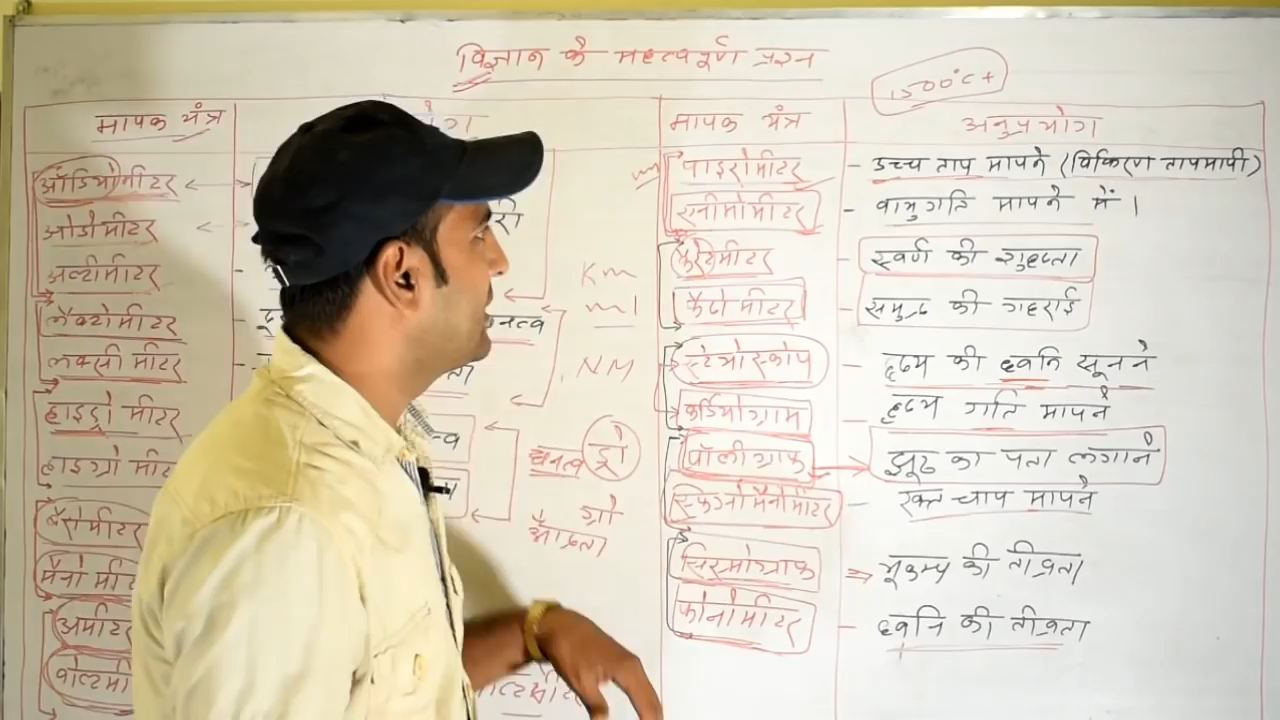 विज्ञान के महत्वपूर्ण प्रश्न
1500°C +
मापक यंत्र
मापक यंत्र अनुप्रयोग
ऑडियोमीटर
ओडोमीटर
अल्टीमीटर
लैक्टोमीटर
लक्सी मीटर
हाइड्रो मीटर
हाइग्रो
बैरोमीटर
मैनो
अमीटर
री
नत्व
Km
ml
NM
घनत्व ड्रो
ग्रो
आँद्रता
पाइरोमीटर - उच्च ताप मापने (विकिरण तापमापी)
एनीमोमीटर - वायुगति मापने में।
कैरेटमीटर - स्वर्ण की शुद्धता
फैदोमीटर - समुद्र की गहराई
स्टेथोस्कोप - हृदय की ध्वनि सूनने
कार्डियोग्राम - हृदय गति मापने
पॉलीग्राफ → झूठ का पता लगाने
स्फिग्नोमैनोमीटर - रक्त चाप मापने
सिस्मोग्राफ ⇒ भूकम्प की तीव्रता
फोनोमीटर - ध्वनि की तीव्रता